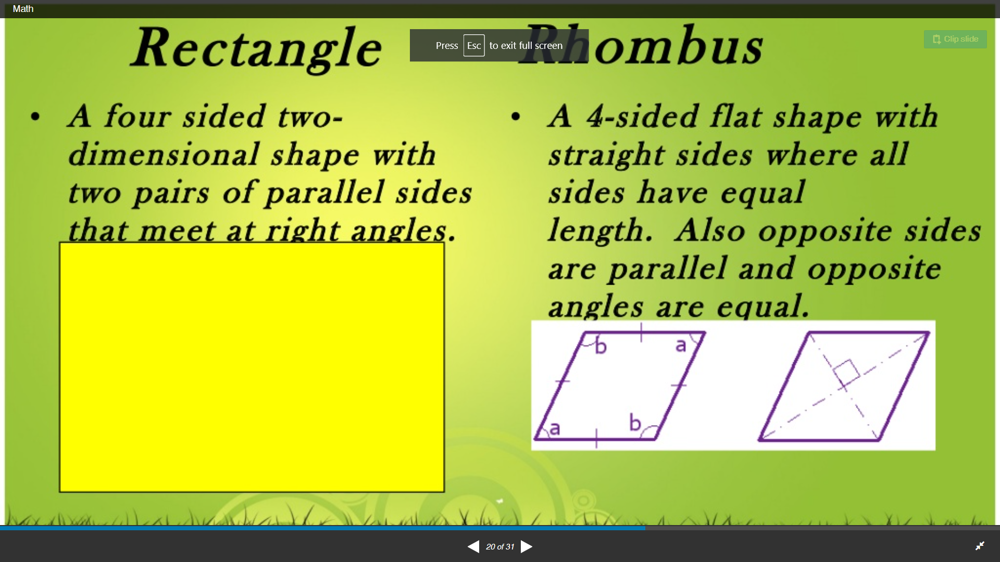 Math
Rectangle
Rhombus
Press Esc to exit full screen
Clip slide
• A four sided two-
dimensional shape with
two pairs of parallel sides
that meet at right angles.
• A 4-sided flat shape with
straight sides where all
sides have equal
length. Also opposite sides
are parallel and opposite
angles are equal.
b a
a b
20 of 31